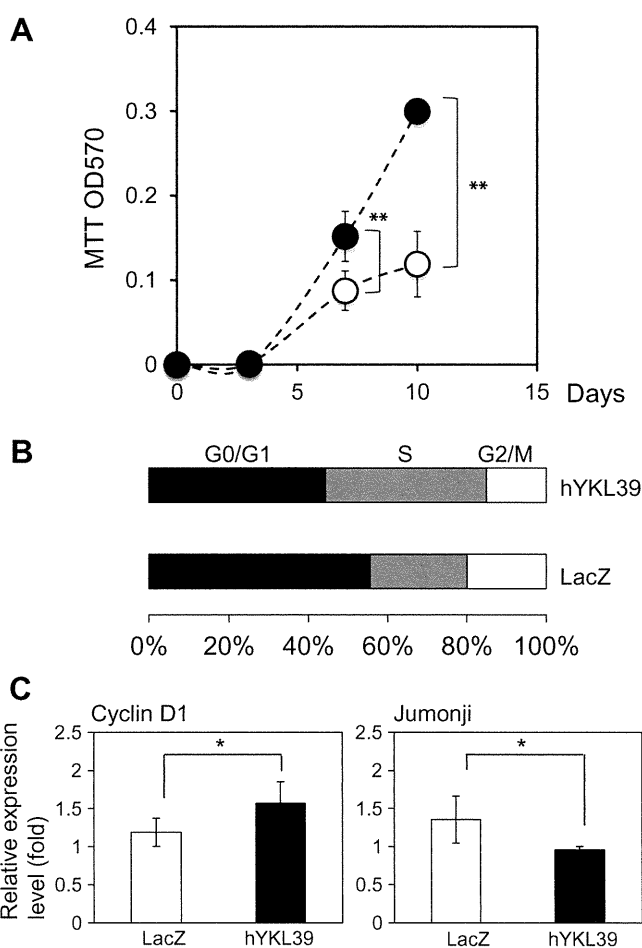 A
MTT OD570
0.4
0.3
0.2
0.1
0
**
**
0 5 10 15 Days
B
G0/G1 S G2/M
hYKL39
LacZ
0% 20% 40% 60% 80% 100%
C
Relative expression
level (fold)
Cyclin D1
2.5
2
1.5
1
0.5
0
*
LacZ hYKL39
Jumonji
2.5
2
1.5
1
0.5
0
*
LacZ hYKL39